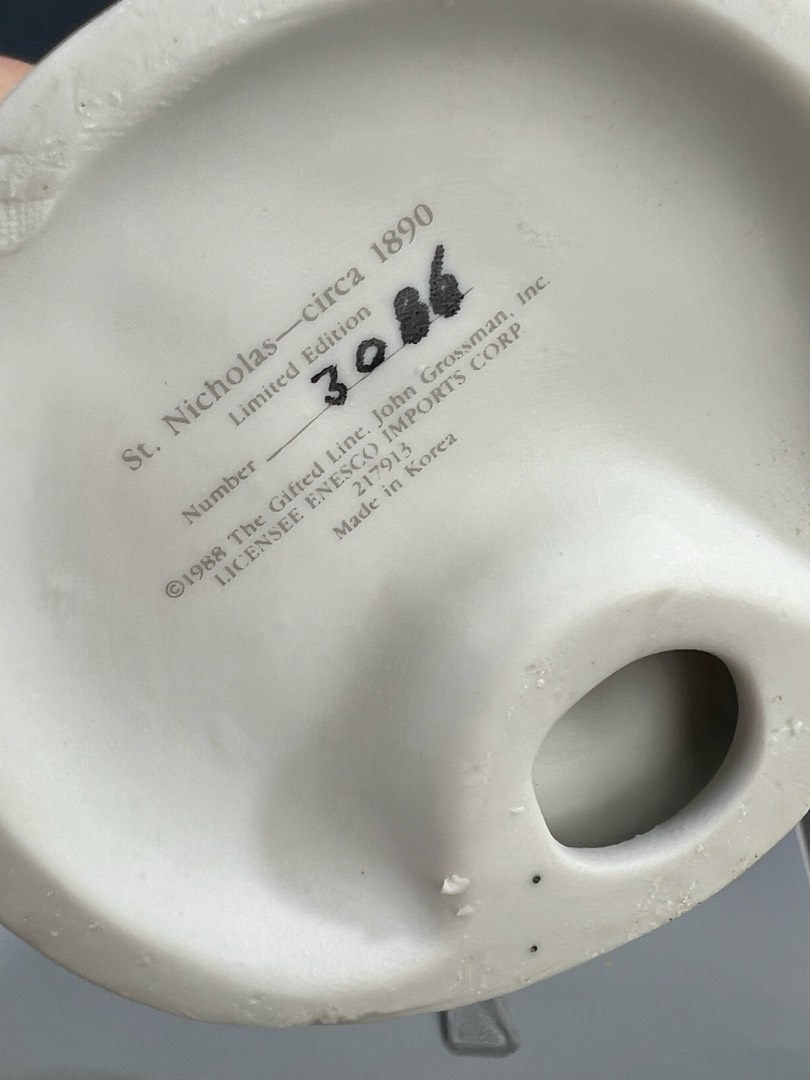 St. Nicholas—circa 1890
Limited Edition
Number 3086
©1988 The Gifted Line, John Grossman, Inc.
LICENSEE ENESCO IMPORTS CORP.
217913
Made in Korea